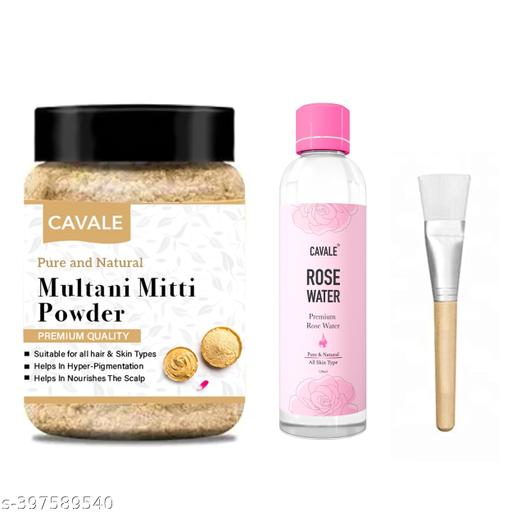 CAVALE
Pure and Natural
Multani Mitti
Powder
PREMIUM QUALITY
Suitable for all hair & Skin Types
Helps In Hyper-Pigmentation
Helps In Nourishes The Scalp
CAVALE
ROSE
WATER
Premium
Rose Water
Pure & Natural
All Skin Type
s-397589540